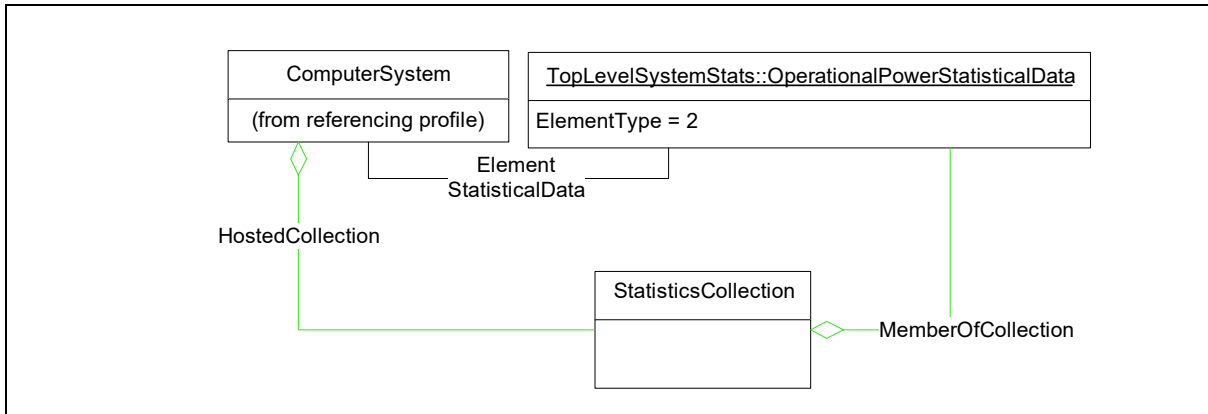 ComputerSystem
(from referencing profile)
TopLevelSystemStats::OperationalPowerStatisticalData
ElementType = 2
Element
StatisticalData
HostedCollection
StatisticsCollection
MemberOfCollection